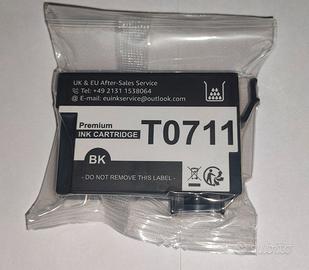 UK & EU After-Sales Service
Tel: +49 2131 1538064
@ E-mail: euinkservice@outlook.com
Premium
INK CARTRIDGE
T0711
BK
- DO NOT REMOVE THIS LABEL -
subito